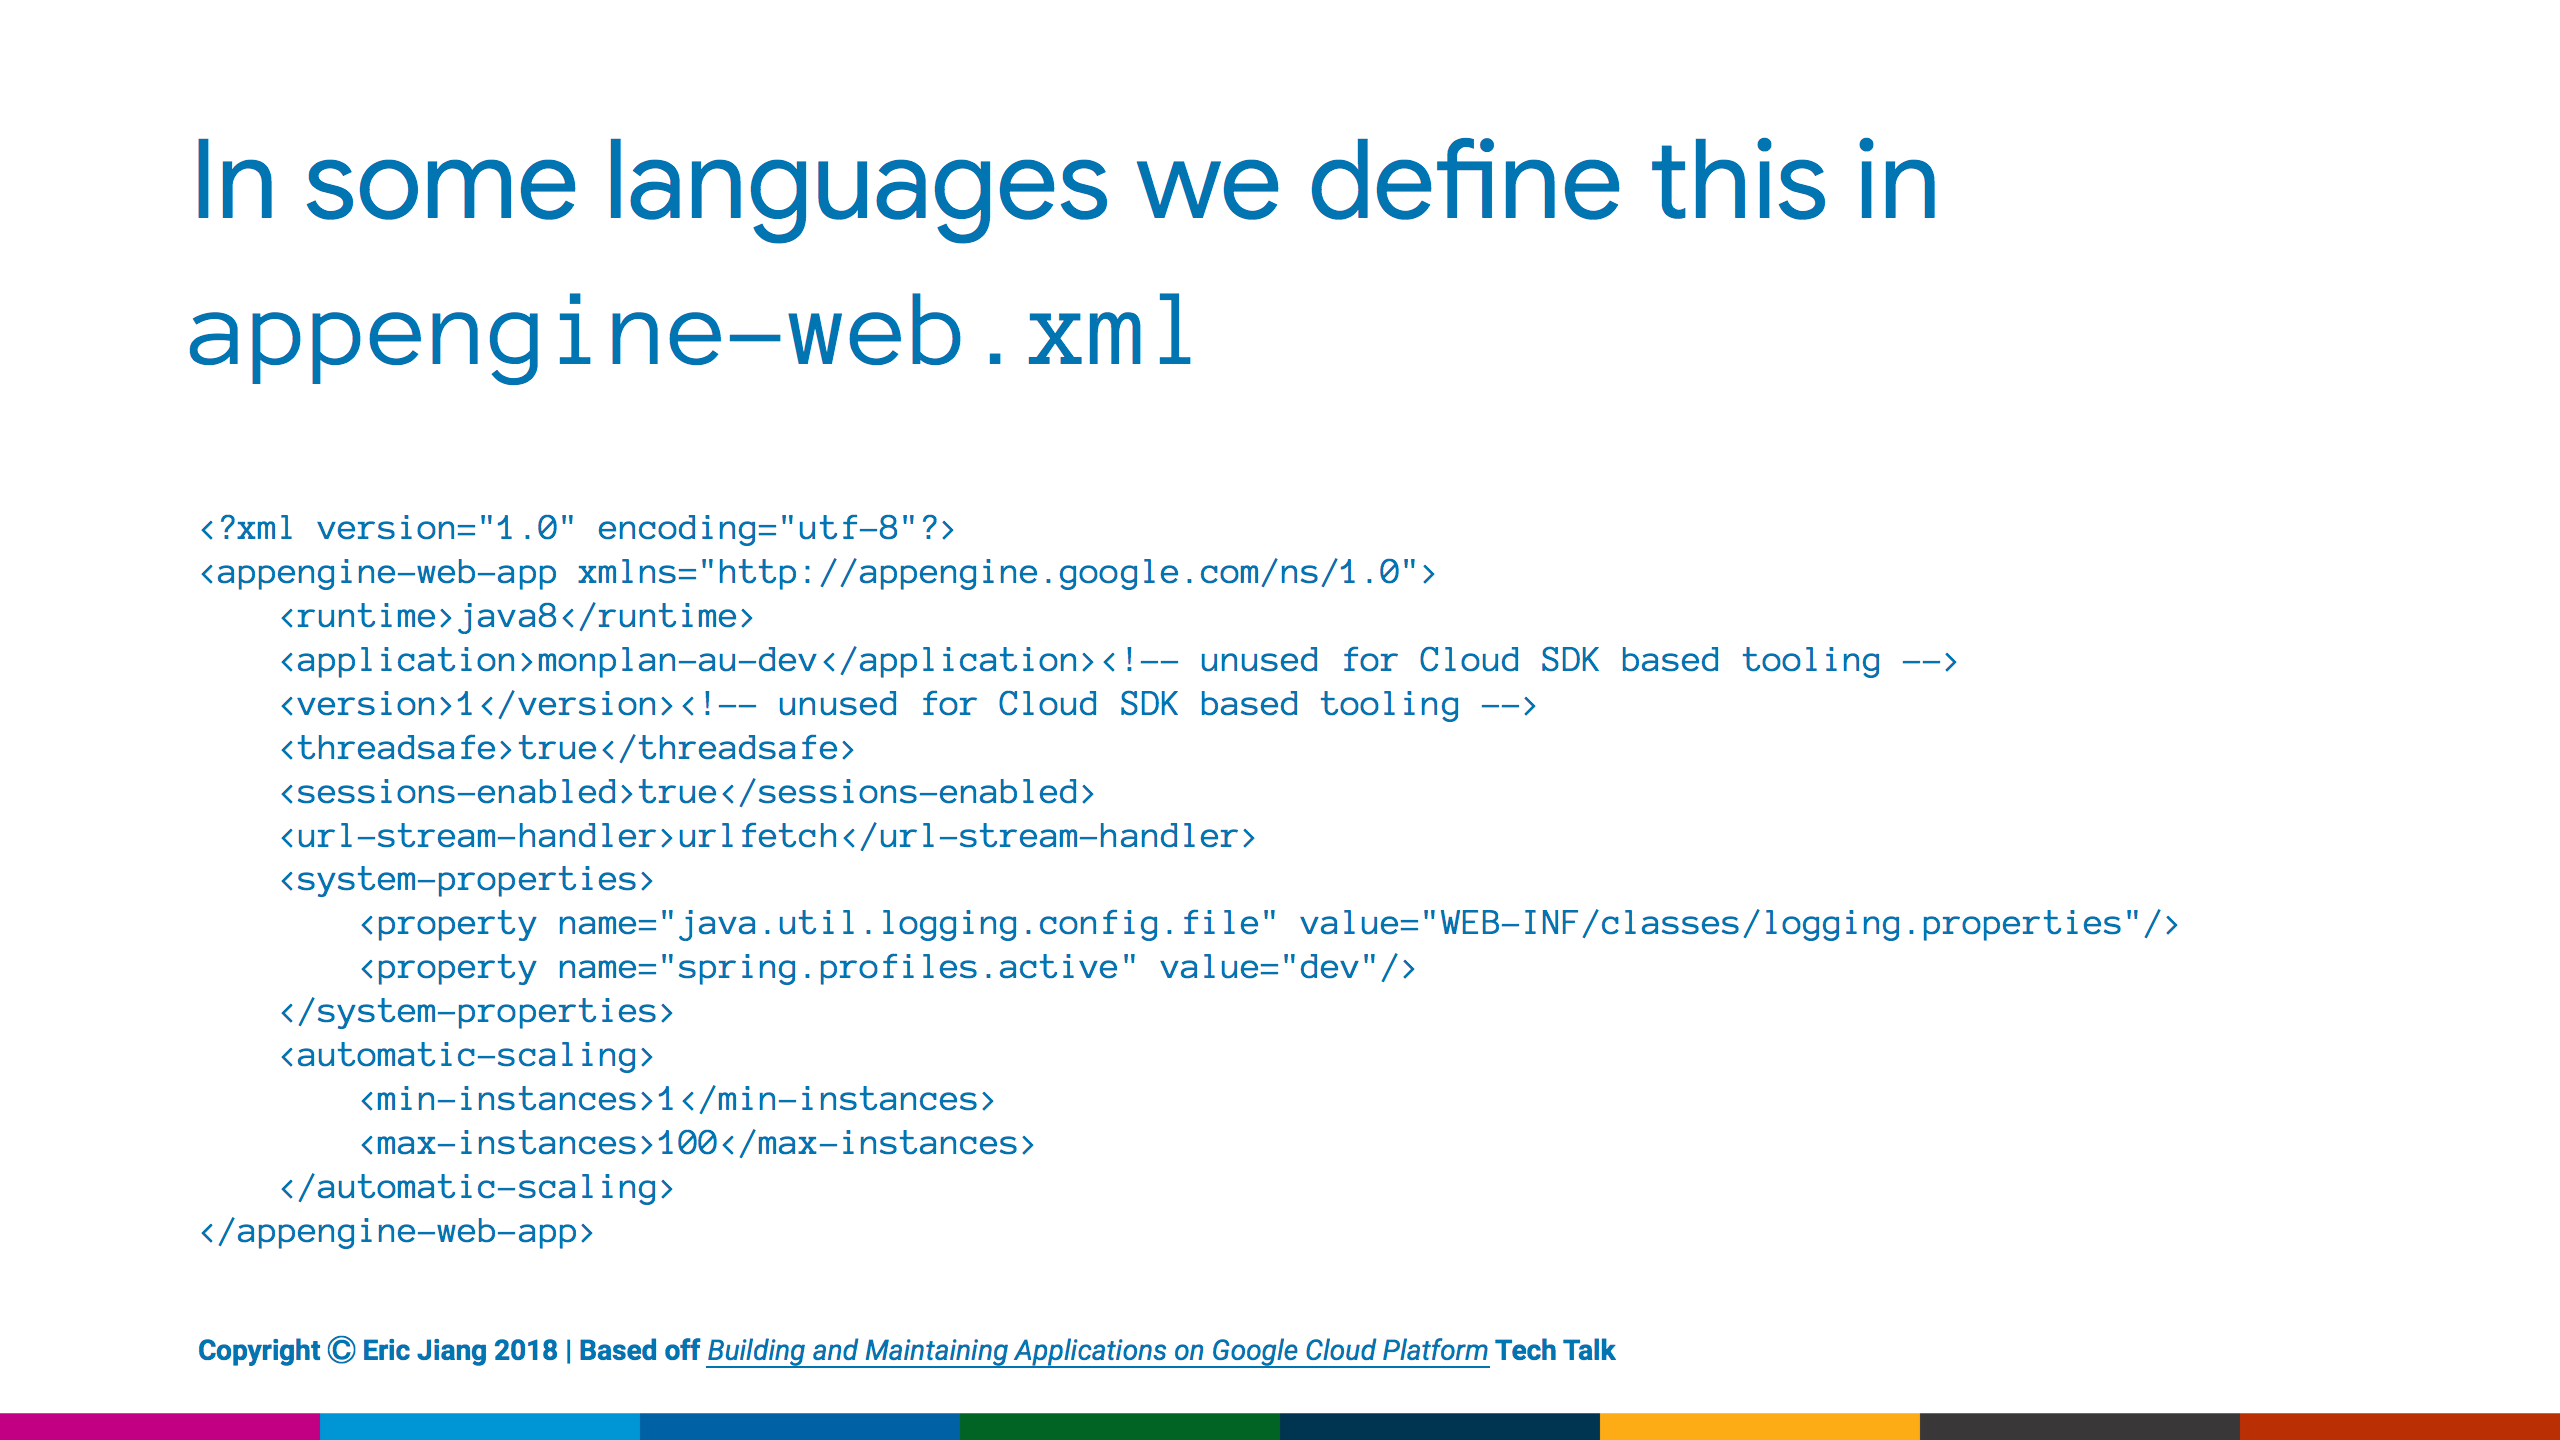 In some languages we define this in
appengine-web.xml
<?xml version="1.0" encoding="utf-8"?>
<appengine-web-app xmlns="http://appengine.google.com/ns/1.0">
    <runtime>java8</runtime>
    <application>monplan-au-dev</application><!-- unused for Cloud SDK based tooling -->
    <version>1</version><!-- unused for Cloud SDK based tooling -->
    <threadsafe>true</threadsafe>
    <sessions-enabled>true</sessions-enabled>
    <url-stream-handler>urlfetch</url-stream-handler>
    <system-properties>
        <property name="java.util.logging.config.file" value="WEB-INF/classes/logging.properties"/>
        <property name="spring.profiles.active" value="dev"/>
    </system-properties>
    <automatic-scaling>
        <min-instances>1</min-instances>
        <max-instances>100</max-instances>
    </automatic-scaling>
</appengine-web-app>
Copyright © Eric Jiang 2018 | Based off Building and Maintaining Applications on Google Cloud Platform Tech Talk